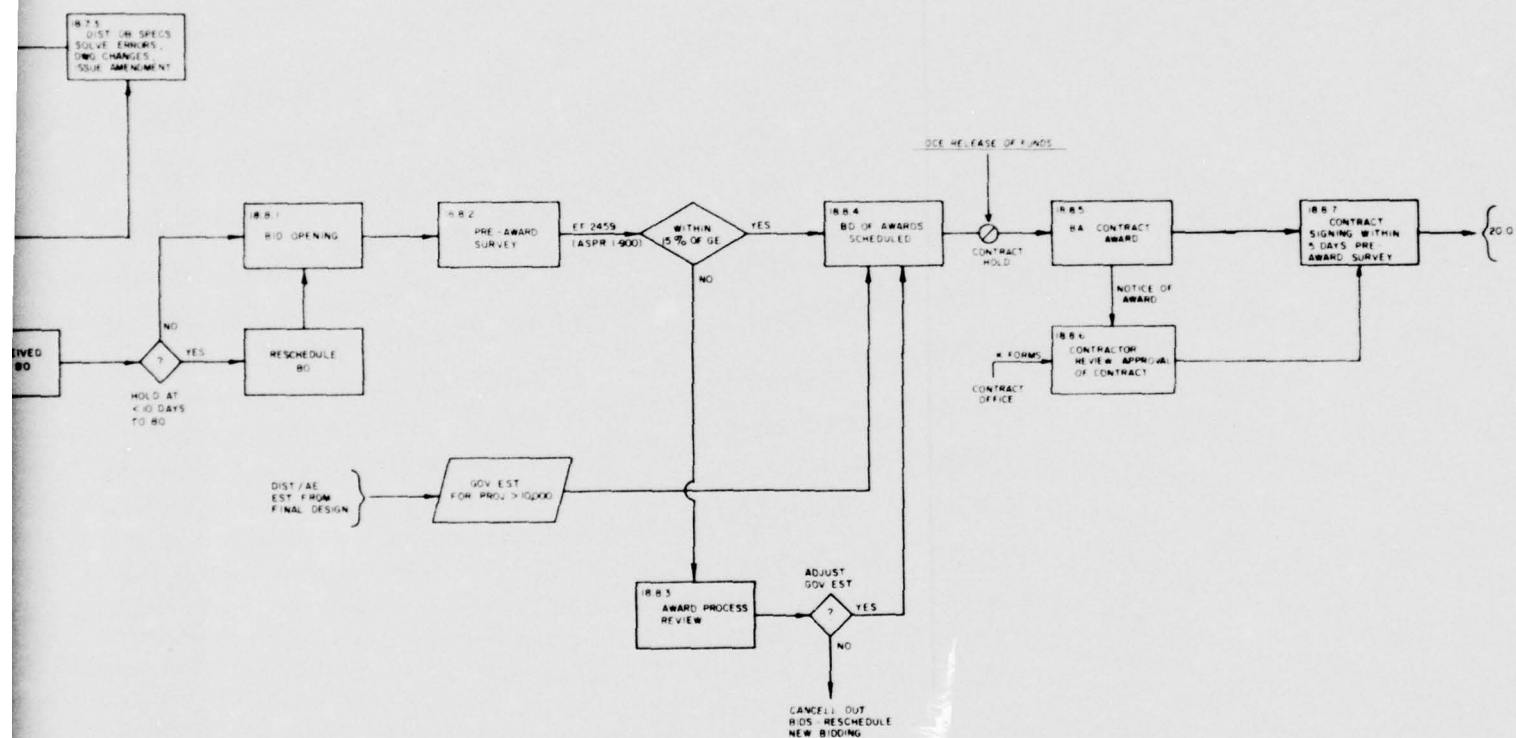 18.7.5
DIST OB SPECS
SOLVE ERRORS,
DWG CHANGES,
ISSUE AMENDMENT
OCE RELEASE OF FUNDS
18.8.1
BID OPENING
8.8.2
PRE-AWARD
SURVEY
EF 2459
(ASPR 1-900)
WITHIN
15% OF GE
YES
NO
18.8.4
BD OF AWARDS
SCHEDULED
CONTRACT
HOLD
18.8.5
BA CONTRACT
AWARD
18.8.7
CONTRACT
SIGNING WITHIN
5 DAYS PRE-
AWARD SURVEY
20.0
NOTICE OF
AWARD
EIVED
BO
NO
?
YES
HOLD AT
<10 DAYS
TO BO
RESCHEDULE
BO
18.8.6
CONTRACTOR
REVIEW APPROVAL
OF CONTRACT
K FORMS
CONTRACT
OFFICE
DIST/AE
EST FROM
FINAL DESIGN
GOV EST
FOR PROJ >10,000
18.8.3
AWARD PROCESS
REVIEW
ADJUST
GOV EST
?
YES
NO
CANCELL OUT
BIDS - RESCHEDULE
NEW BIDDING